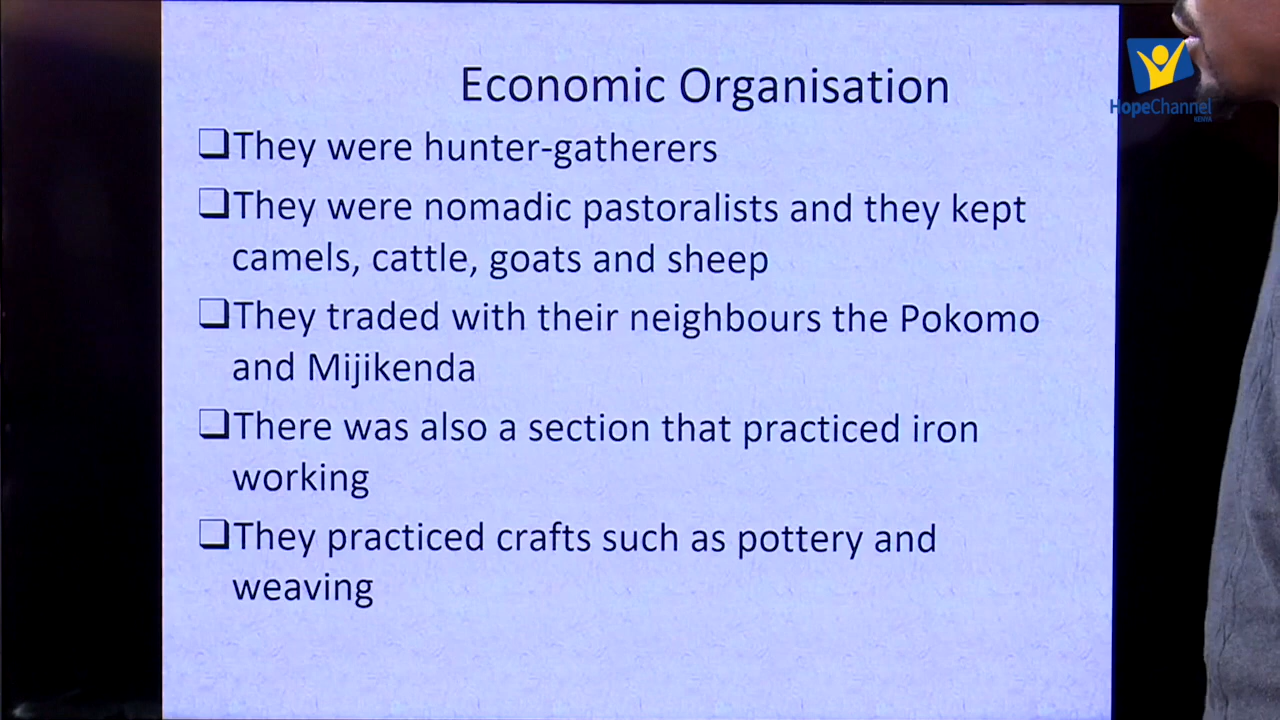 Economic Organisation
❑They were hunter-gatherers
❑They were nomadic pastoralists and they kept
camels, cattle, goats and sheep
❑They traded with their neighbours the Pokomo
and Mijikenda
❑There was also a section that practiced iron
working
❑They practiced crafts such as pottery and
weaving
HopeChannel
KENYA